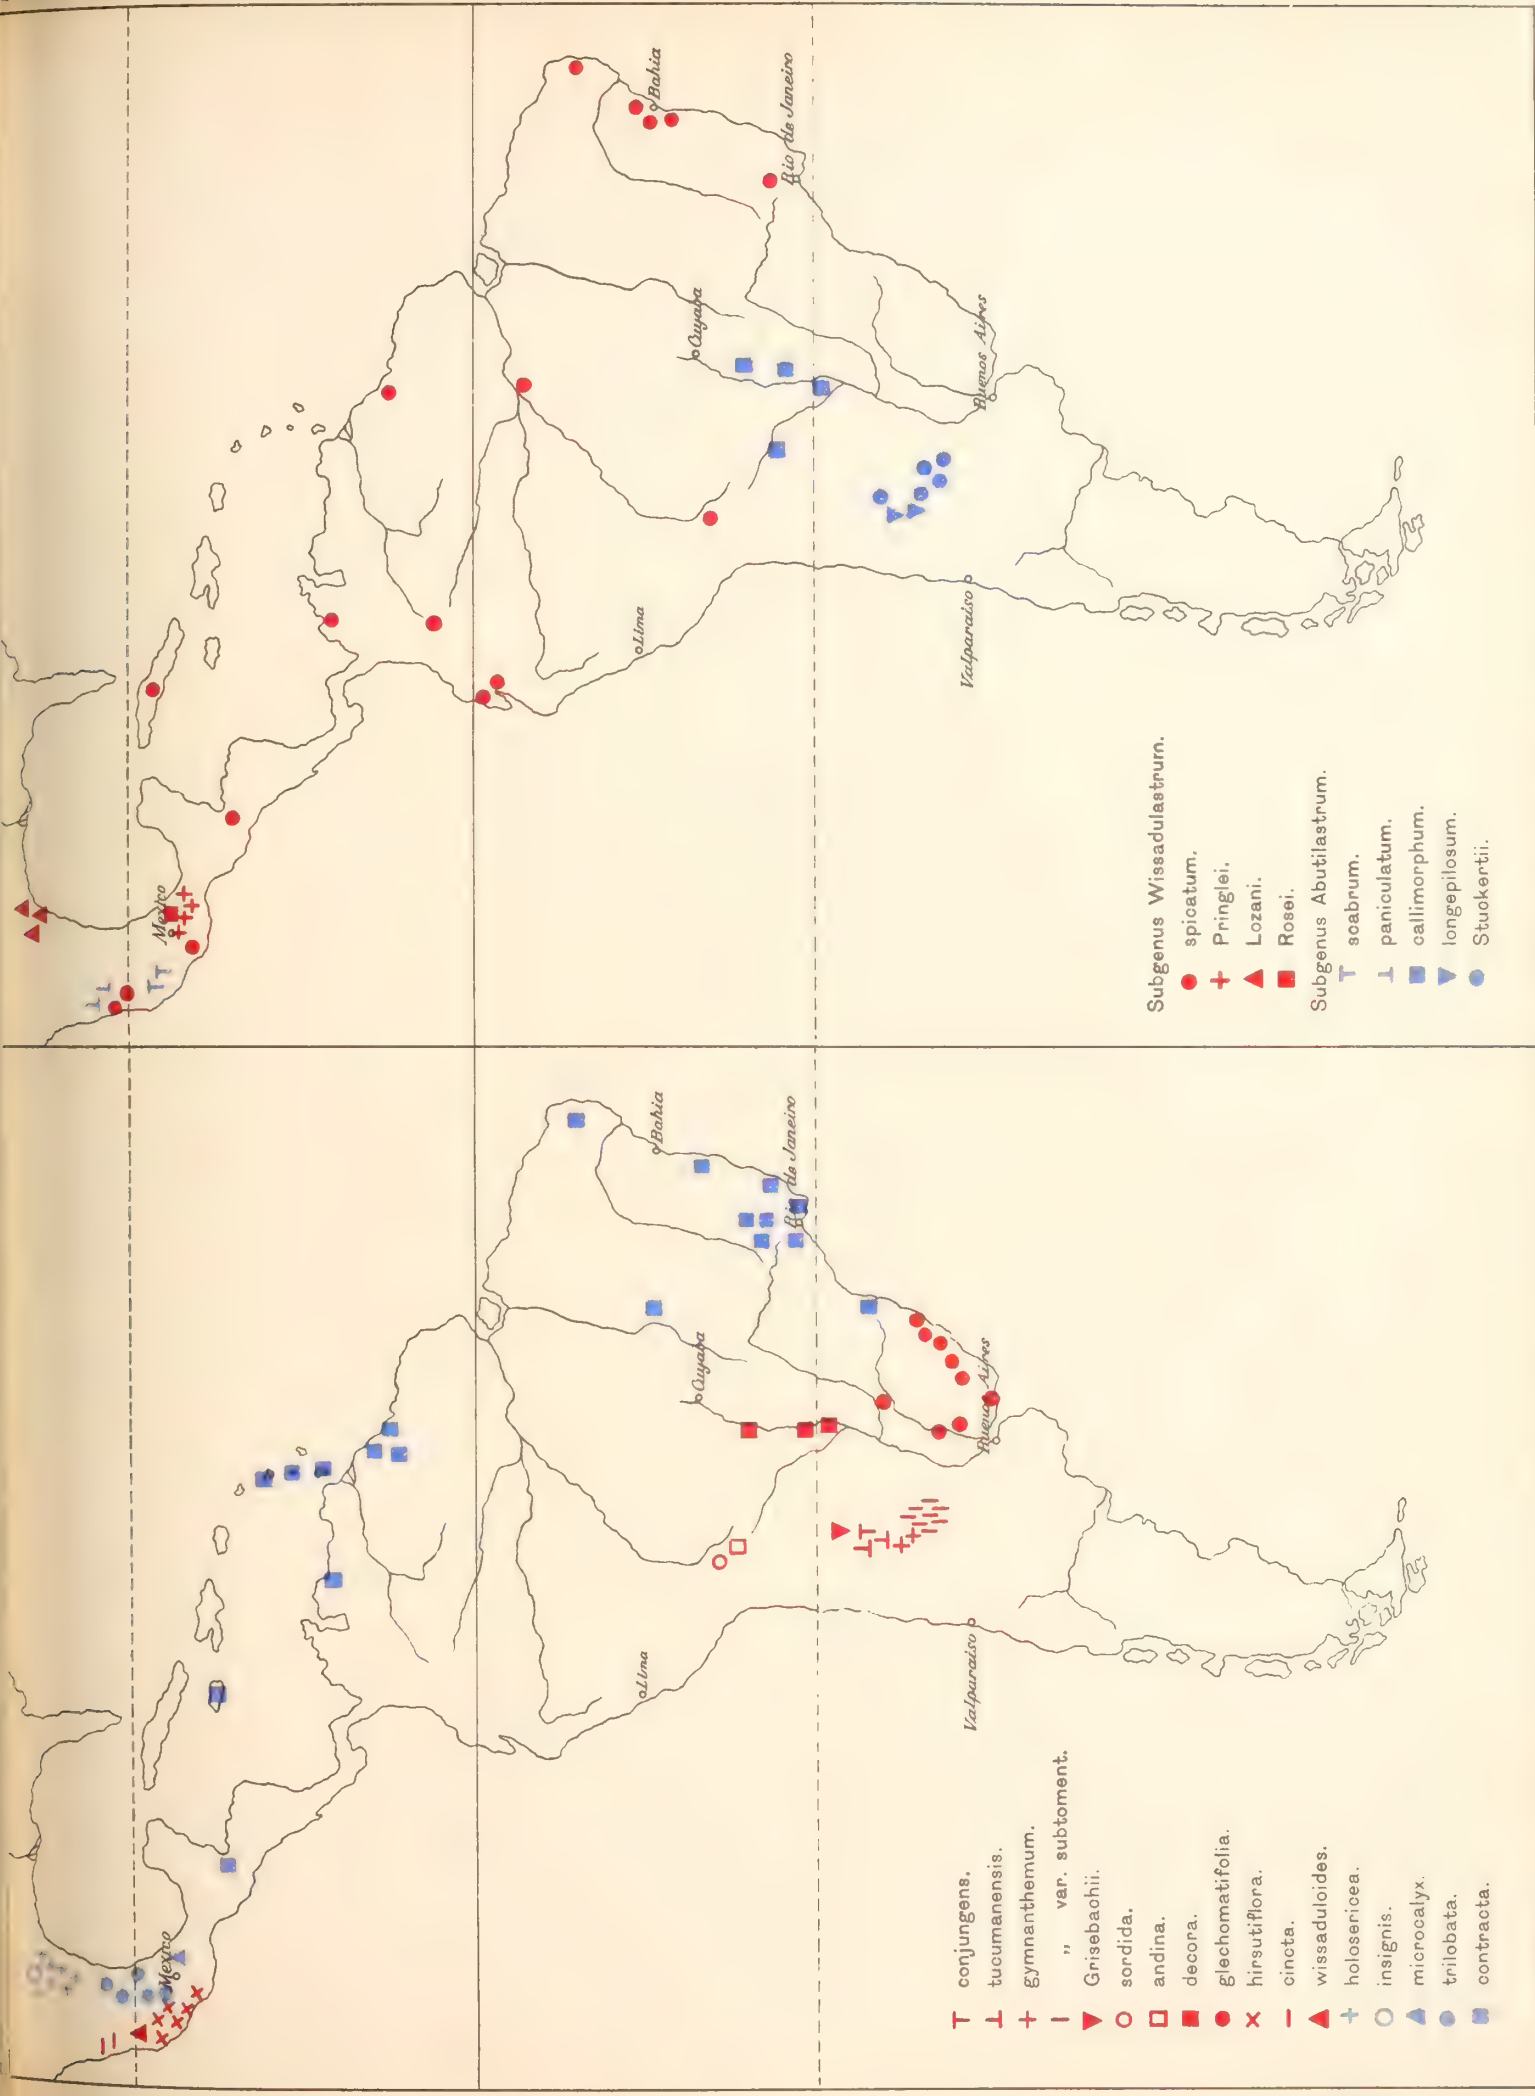 Mexico
Bahia
Rio de Janeiro
Cuyaba
Buenos Aires
Lima
Valparaiso
Subgenus Wissadulastrum.
spicatum.
Pringlei.
Lozani.
Rosei.
Subgenus Abutilastrum.
scabrum.
paniculatum.
callimorphum.
longepilosum.
Stuckertii.
Mexico
Bahia
Rio de Janeiro
Cuyaba
Buenos Aires
Lima
Valparaiso
conjungens.
tucumanensis.
gymnanthemum.
„ var. subtoment.
Grisebachii.
sordida.
andina.
decora.
glechomatifolia.
hirsutiflora.
cincta.
wissaduloides.
holosericea.
insignis.
microcalyx.
trilobata.
contracta.